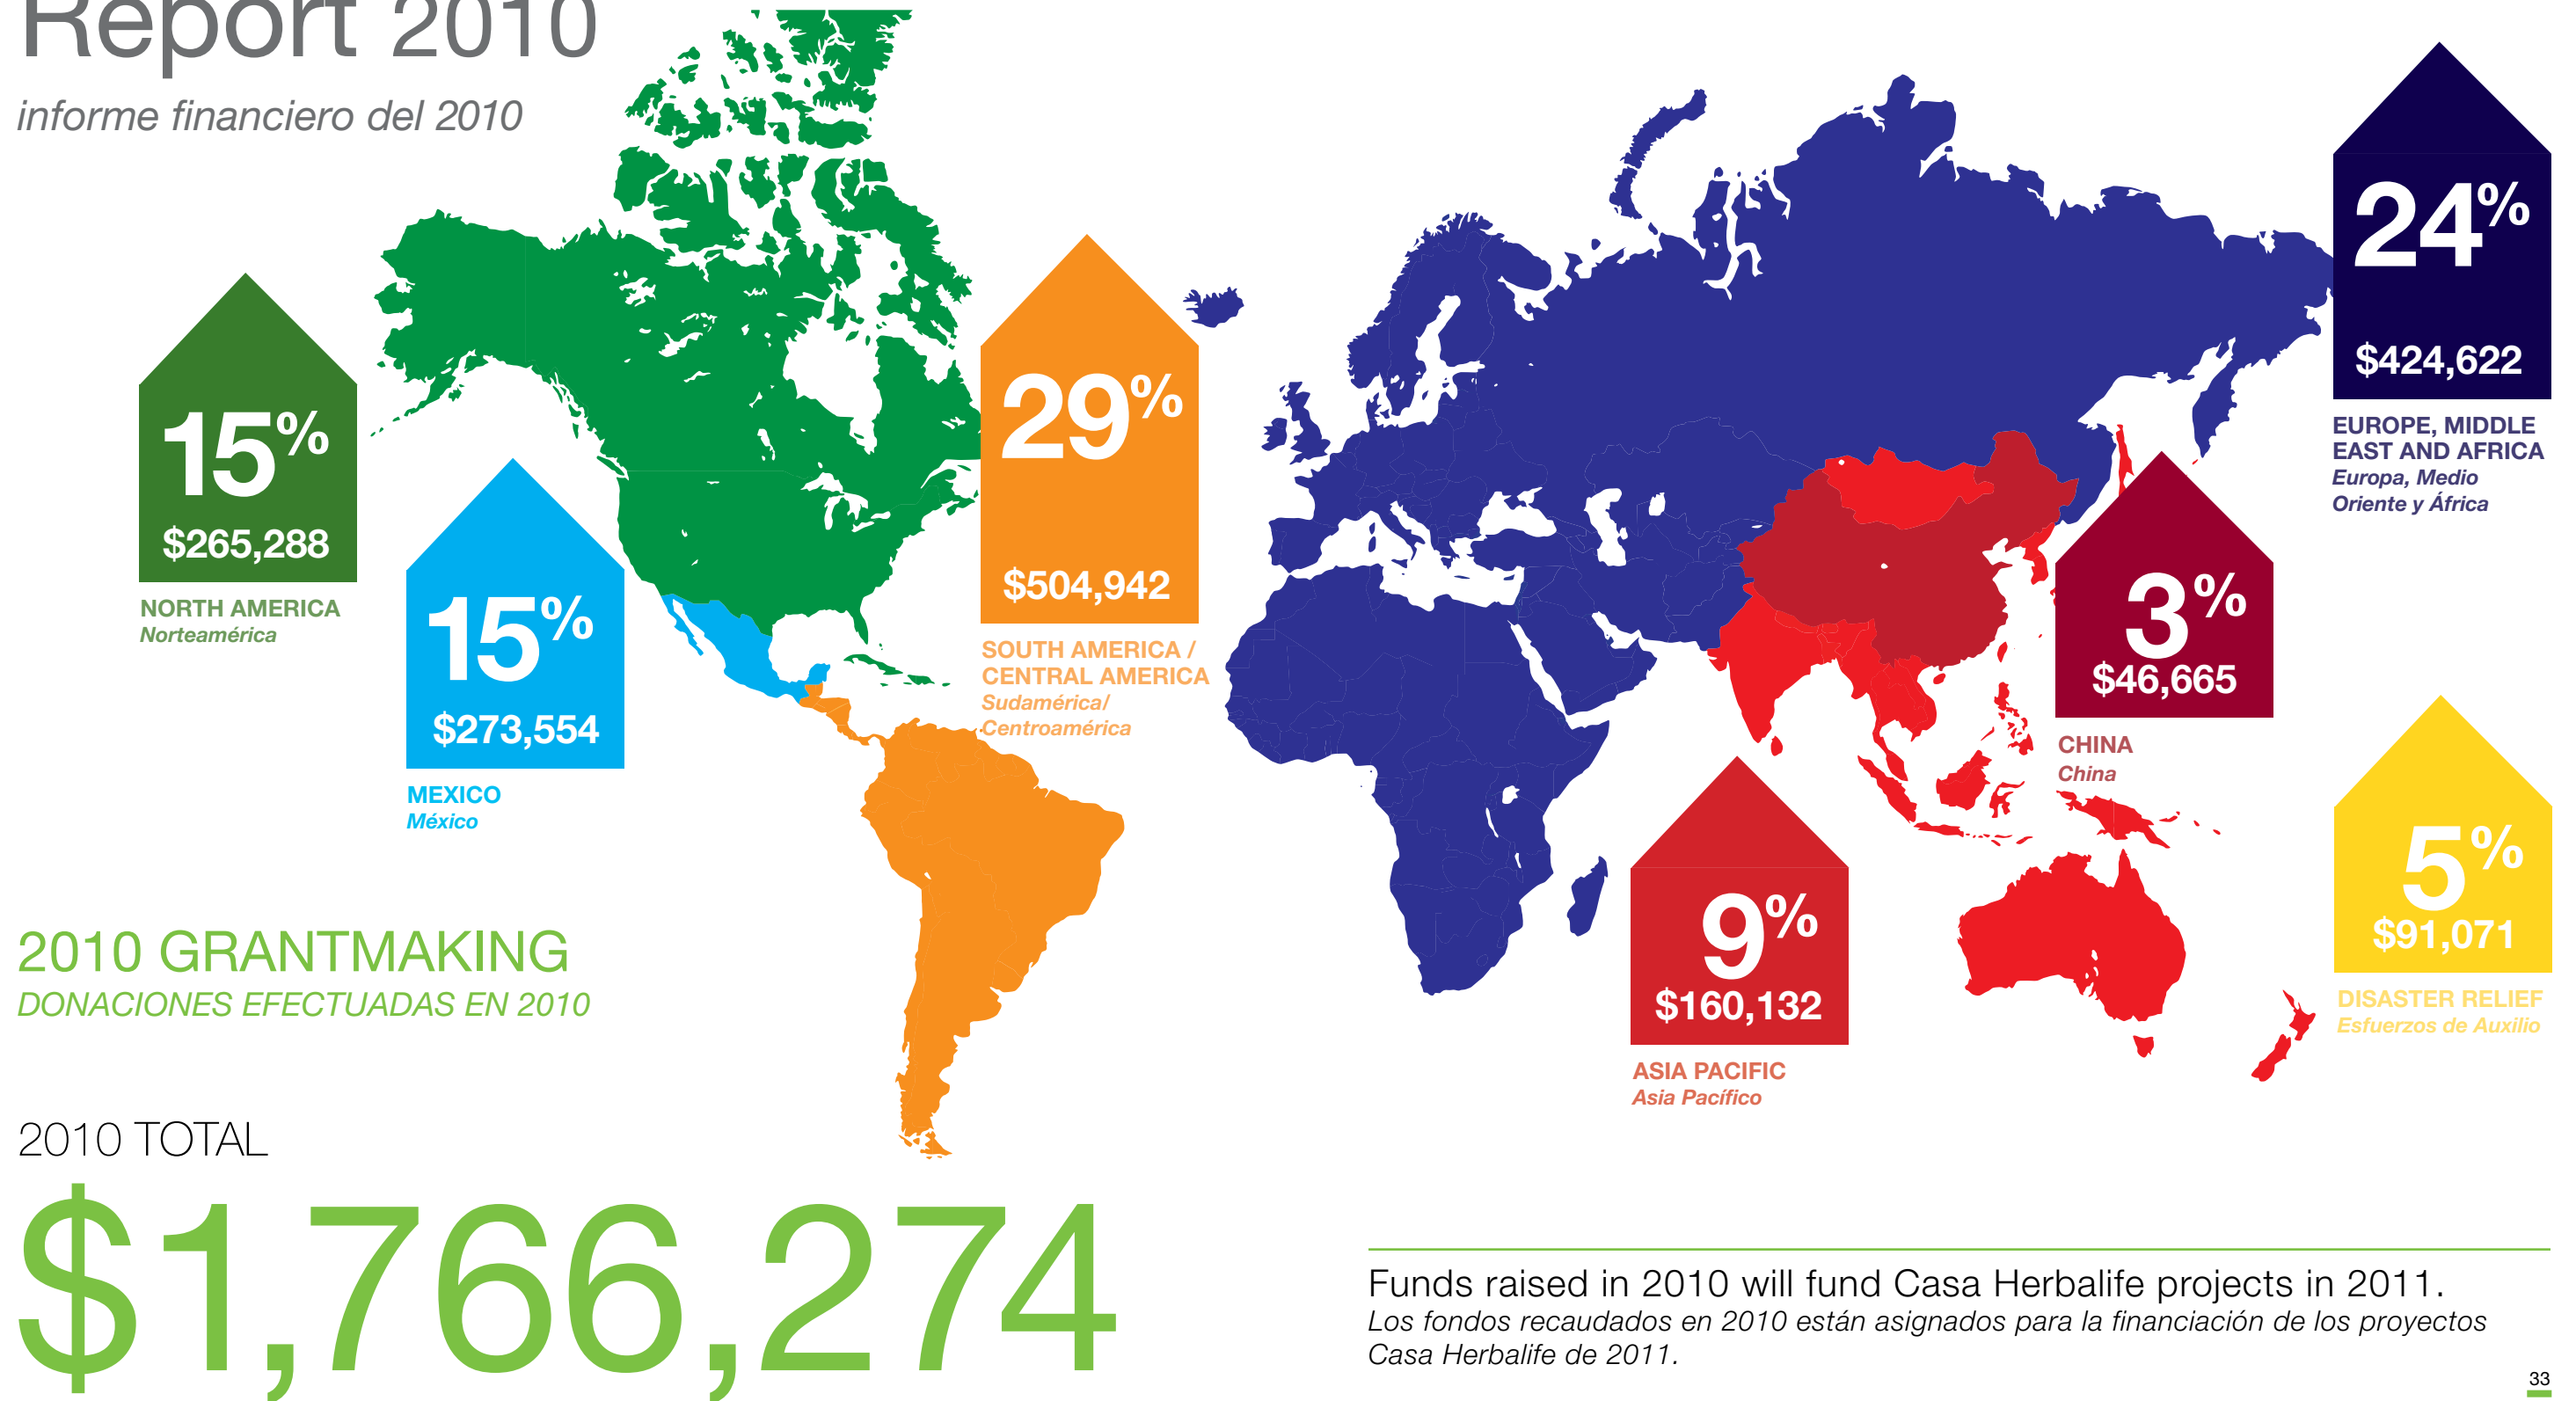 Report 2010
informe financiero del 2010
24%
$424,622
EUROPE, MIDDLE
EAST AND AFRICA
Europa, Medio
Oriente y África
15%
$265,288
NORTH AMERICA
Norteamérica
29%
$504,942
SOUTH AMERICA /
CENTRAL AMERICA
Sudamérica/
Centroamérica
15%
$273,554
MEXICO
México
3%
$46,665
CHINA
China
9%
$160,132
ASIA PACIFIC
Asia Pacífico
5%
$91,071
DISASTER RELIEF
Esfuerzos de Auxilio
2010 GRANTMAKING
DONACIONES EFECTUADAS EN 2010
2010 TOTAL
$1,766,274
Funds raised in 2010 will fund Casa Herbalife projects in 2011.
Los fondos recaudados en 2010 están asignados para la financiación de los proyectos
Casa Herbalife de 2011.
33